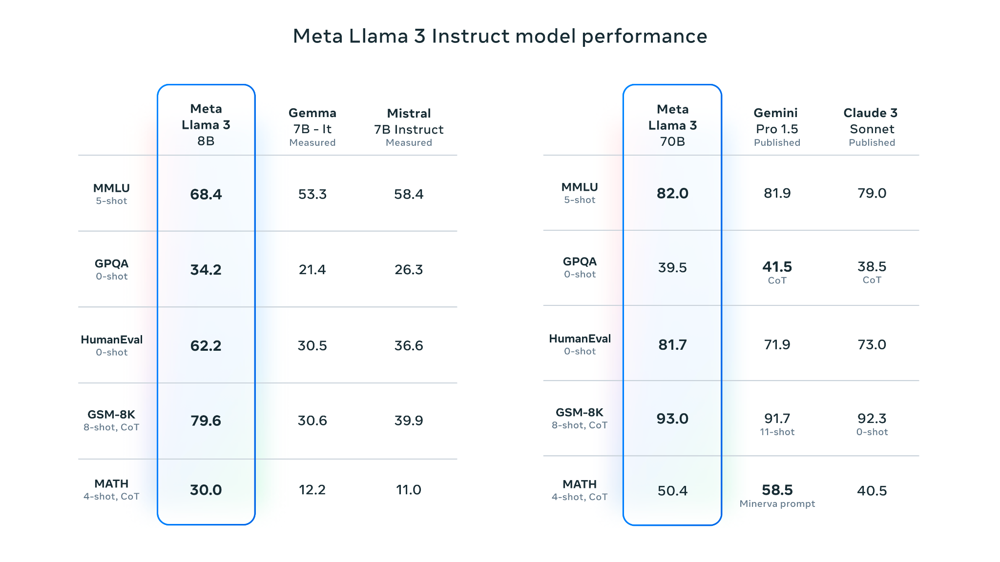 Meta Llama 3 Instruct model performance
Meta
Llama 3
8B
Gemma
7B - It
Measured
Mistral
7B Instruct
Measured
MMLU
5-shot
68.4
53.3
58.4
GPQA
0-shot
34.2
21.4
26.3
HumanEval
0-shot
62.2
30.5
36.6
GSM-8K
8-shot, CoT
79.6
30.6
39.9
MATH
4-shot, CoT
30.0
12.2
11.0
Meta
Llama 3
70B
Gemini
Pro 1.5
Published
Claude 3
Sonnet
Published
MMLU
5-shot
82.0
81.9
79.0
GPQA
0-shot
39.5
41.5
CoT
38.5
CoT
HumanEval
0-shot
81.7
71.9
73.0
GSM-8K
8-shot, CoT
93.0
91.7
11-shot
92.3
0-shot
MATH
4-shot, CoT
50.4
58.5
Minerva prompt
40.5